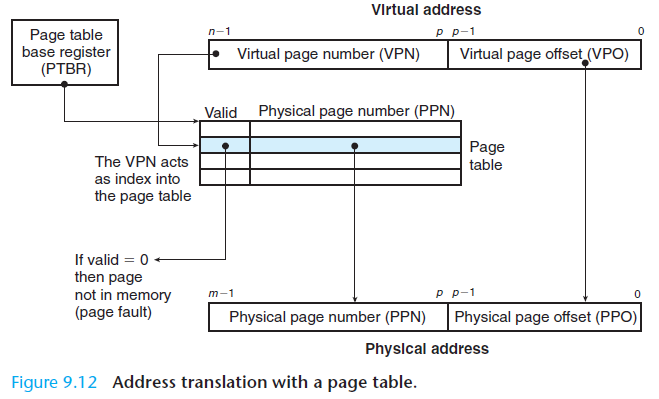 Virtual address
Page table
base register
(PTBR)
n−1
p p−1
0
Virtual page number (VPN)
Virtual page offset (VPO)
Valid
Physical page number (PPN)
Page
table
The VPN acts
as index into
the page table
If valid = 0
then page
not in memory
(page fault)
m−1
p p−1
0
Physical page number (PPN)
Physical page offset (PPO)
Physical address
Figure 9.12 Address translation with a page table.